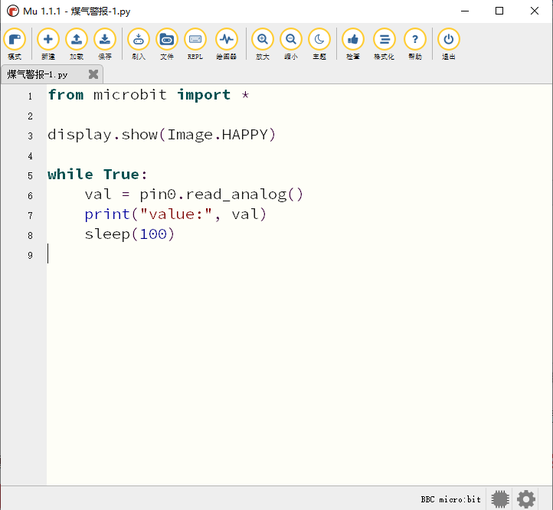 Mu 1.1.1 - 煤气警报-1.py
模式 新建 加载 保存 刷入 文件 REPL 绘图器 放大 缩小 主题 检查 格式化 帮助 退出
煤气警报-1.py
1 from microbit import *
2
3 display.show(Image.HAPPY)
4
5 while True:
6 val = pin0.read_analog()
7 print("value:", val)
8 sleep(100)
9
BBC micro:bit